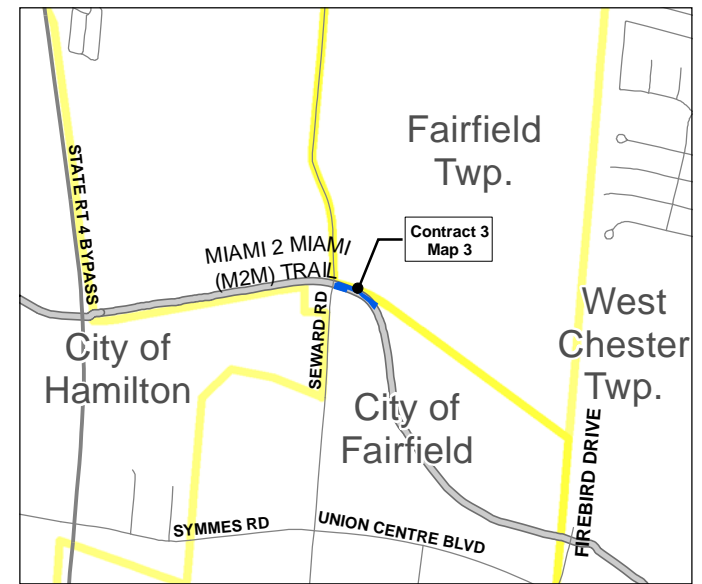 Fairfield
Twp.
STATE RT 4 BYPASS
Contract 3
Map 3
MIAMI 2 MIAMI
(M2M) TRAIL
SEWARD RD
West
Chester
Twp.
City of
Hamilton
City of
Fairfield
FIREBIRD DRIVE
SYMMES RD
UNION CENTRE BLVD